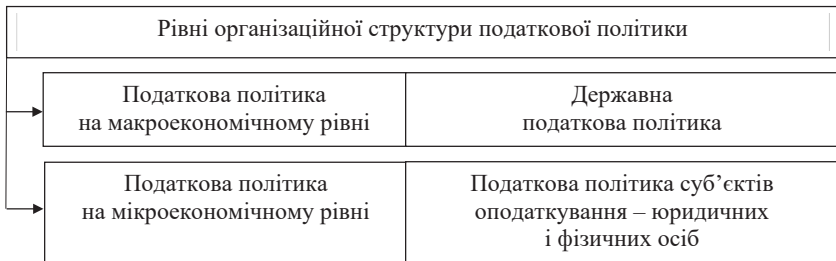 Рівні організаційної структури податкової політики
Податкова політика
на макроекономічному рівні
Державна
податкова політика
Податкова політика
на мікроекономічному рівні
Податкова політика суб’єктів
оподаткування – юридичних
і фізичних осіб